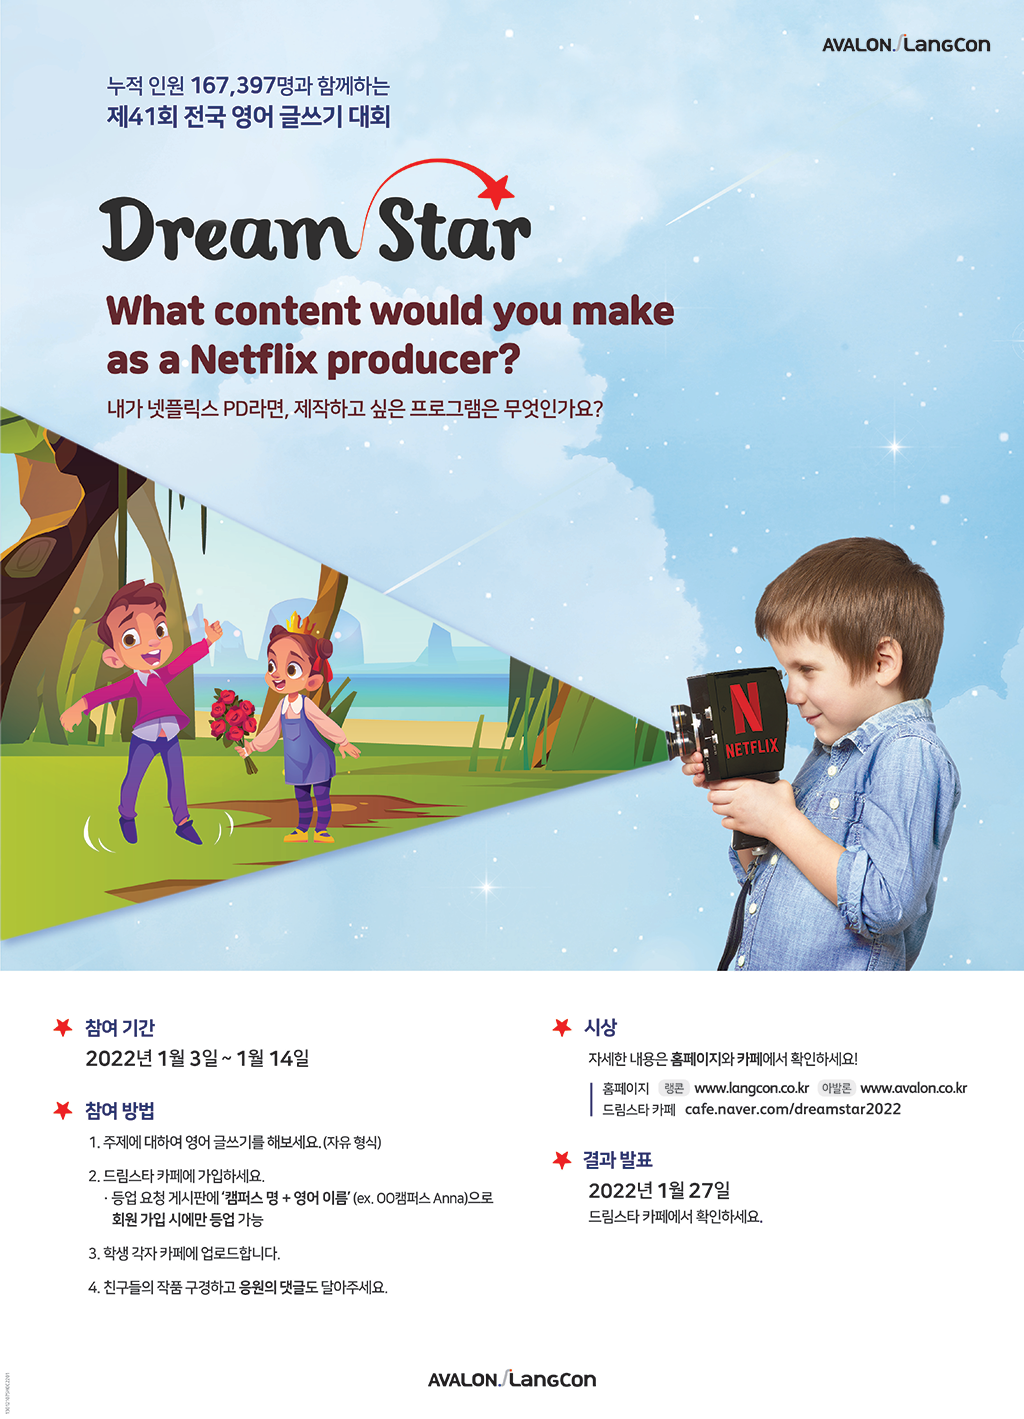 AVALON. LangCon
누적 인원 167,397명과 함께하는
제41회 전국 영어 글쓰기 대회
Dream Star
What content would you make
as a Netflix producer?
내가 넷플릭스 PD라면, 제작하고 싶은 프로그램은 무엇인가요?
N
NETFLIX
참여 기간
2022년 1월 3일 ~ 1월 14일
참여 방법
1. 주제에 대하여 영어 글쓰기를 해보세요. (자유 형식)
2. 드림스타 카페에 가입하세요.
· 등업 요청 게시판에 ‘캠퍼스 명 + 영어 이름’ (ex. OO캠퍼스 Anna)으로
회원 가입 시에만 등업 가능
3. 학생 각자 카페에 업로드합니다.
4. 친구들의 작품 구경하고 응원의 댓글도 달아주세요.
시상
자세한 내용은 홈페이지와 카페에서 확인하세요!
홈페이지 랭콘 www.langcon.co.kr 아발론 www.avalon.co.kr
드림스타 카페 cafe.naver.com/dreamstar2022
결과 발표
2022년 1월 27일
드림스타 카페에서 확인하세요.
AVALON. LangCon